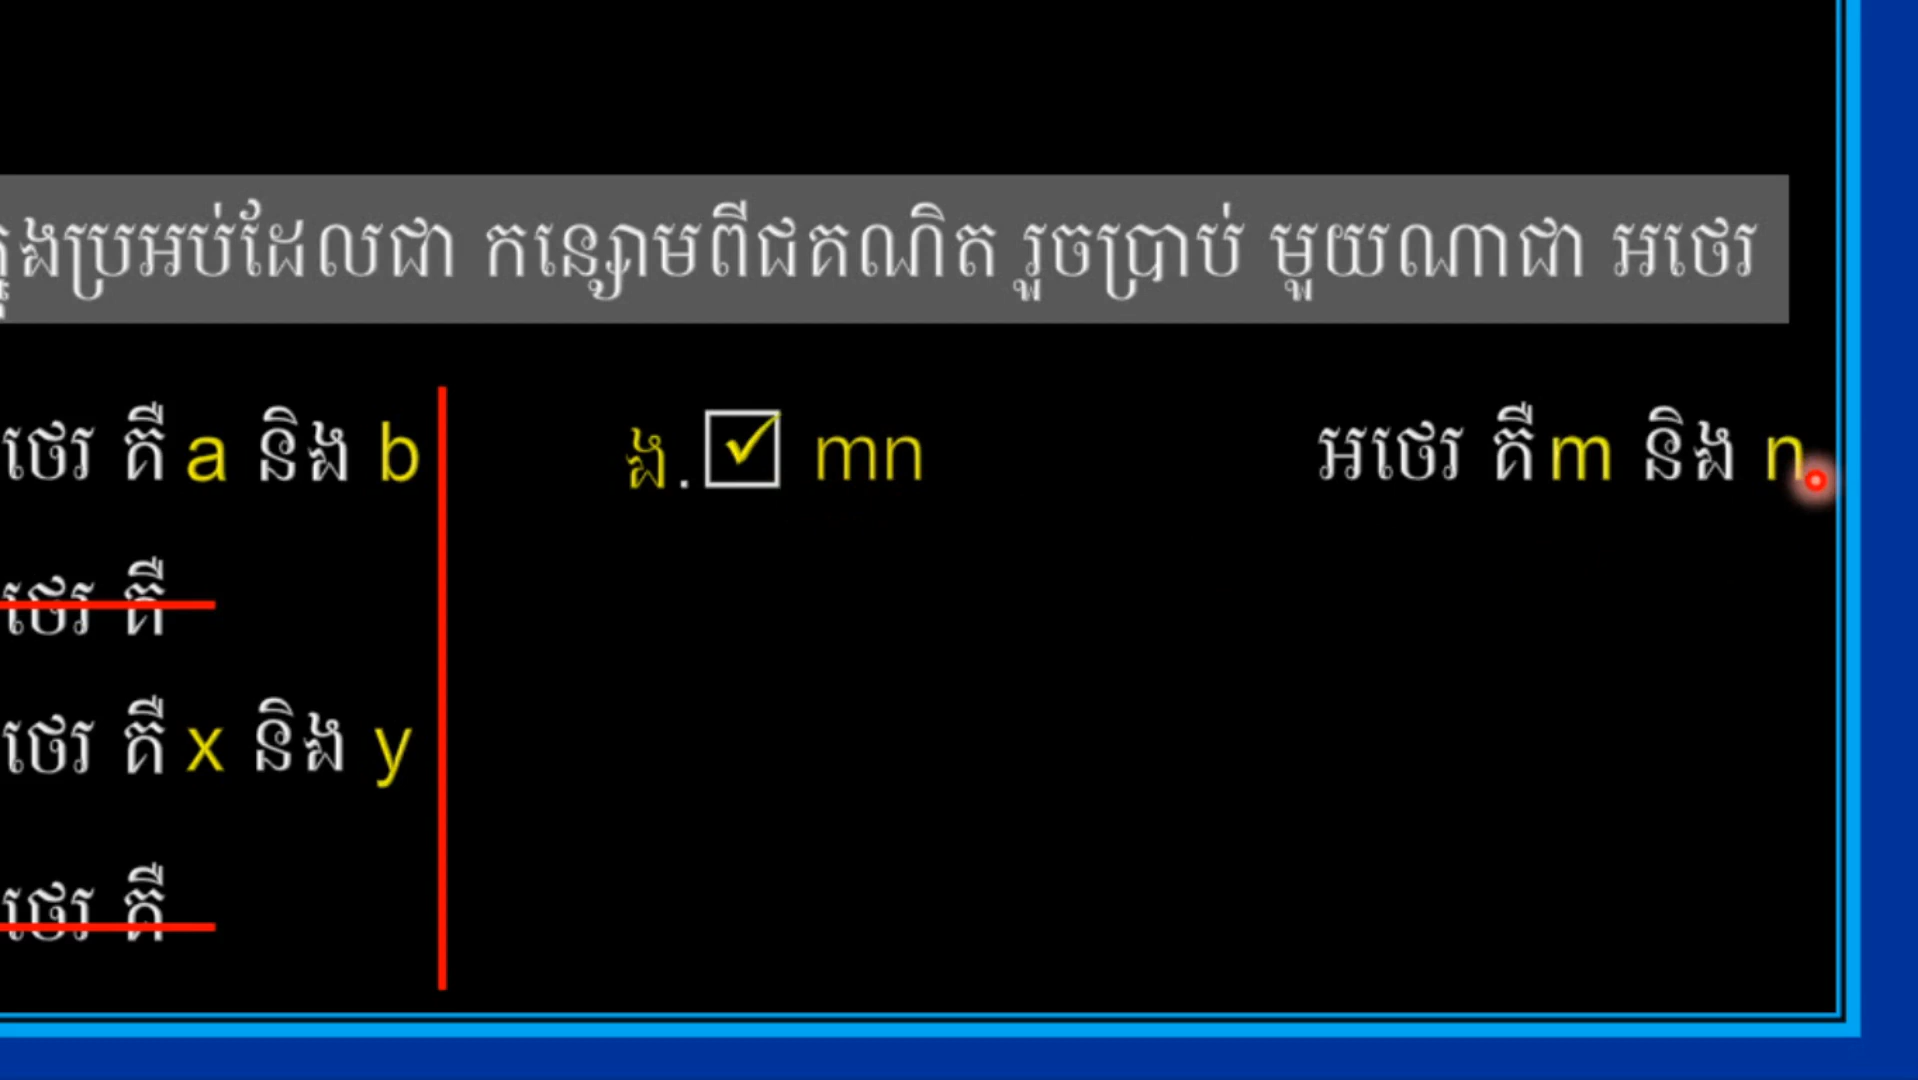 ក្នុងប្រអប់ដែលជា កន្សោមពីជគណិត រួចប្រាប់ មួយណាជា អថេរ
ថេរ គឺ a និង b
ង. ✓ mn
អថេរ គឺ m និង n
ថេរ គឺ
ថេរ គឺ x និង y
ថេរ គឺ